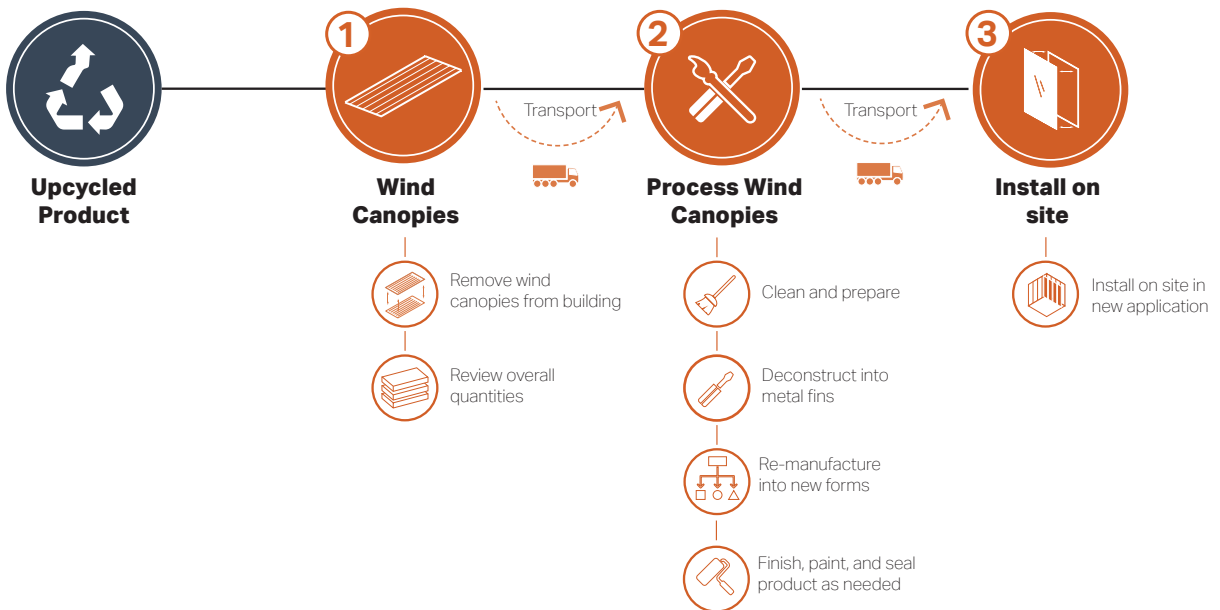 Upcycled
Product
1
Wind
Canopies
Remove wind
canopies from building
Review overall
quantities
Transport
2
Process Wind
Canopies
Clean and prepare
Deconstruct into
metal fins
Re-manufacture
into new forms
Finish, paint, and seal
product as needed
Transport
3
Install on
site
Install on site in
new application